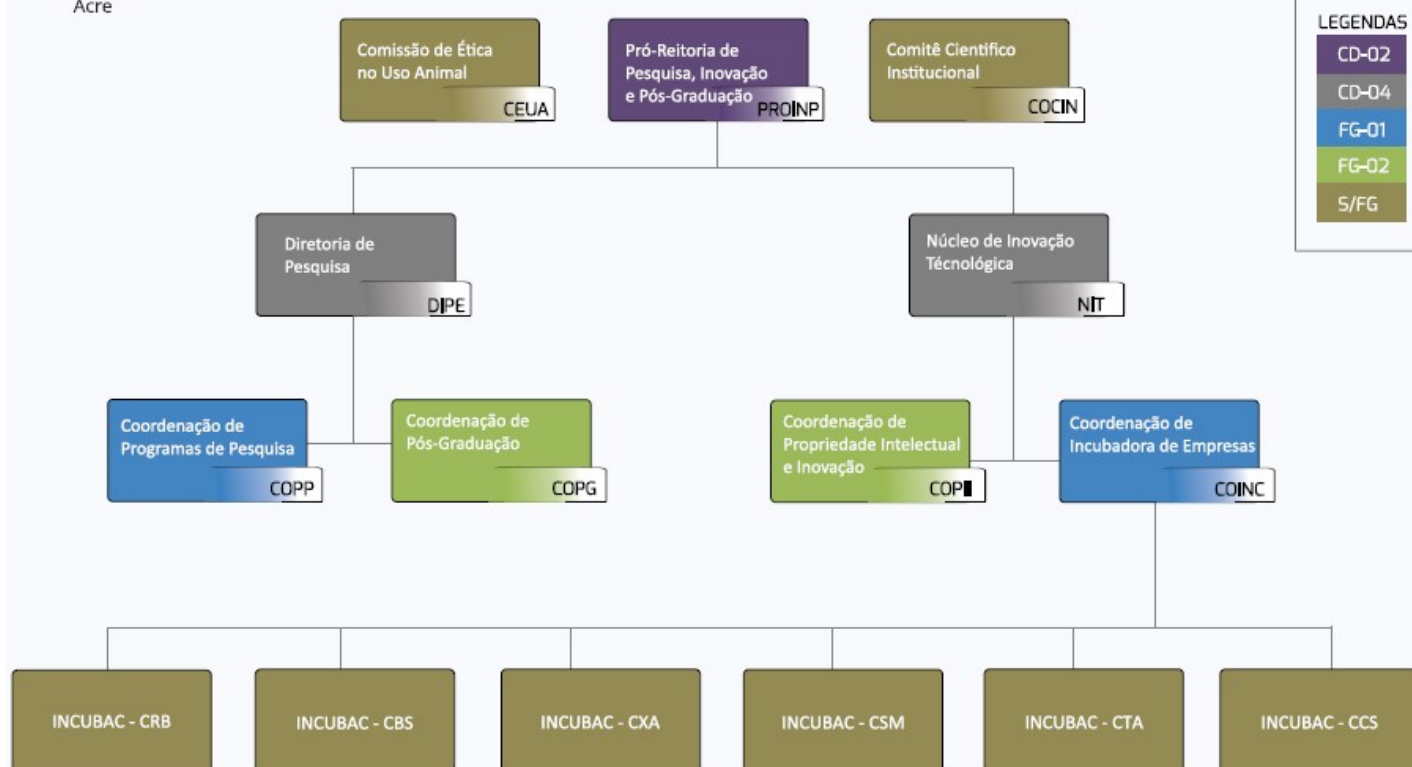 Acre
Comissão de Ética
no Uso Animal
CEUA
Pró-Reitoria de
Pesquisa, Inovação
e Pós-Graduação
PROINP
Comitê Cientifico
Institucional
COCIN
LEGENDAS
CD-02
CD-04
FG-01
FG-02
S/FG
Diretoria de
Pesquisa
DIPE
Núcleo de Inovação
Técnológica
NIT
Coordenação de
Programas de Pesquisa
COPP
Coordenação de
Pós-Graduação
COPG
Coordenação de
Propriedade Intelectual
e Inovação
Coordenação de
Incubadora de Empresas
COINC
INCUBAC - CRB
INCUBAC - CBS
INCUBAC - CXA
INCUBAC - CSM
INCUBAC - CTA
INCUBAC - CCS